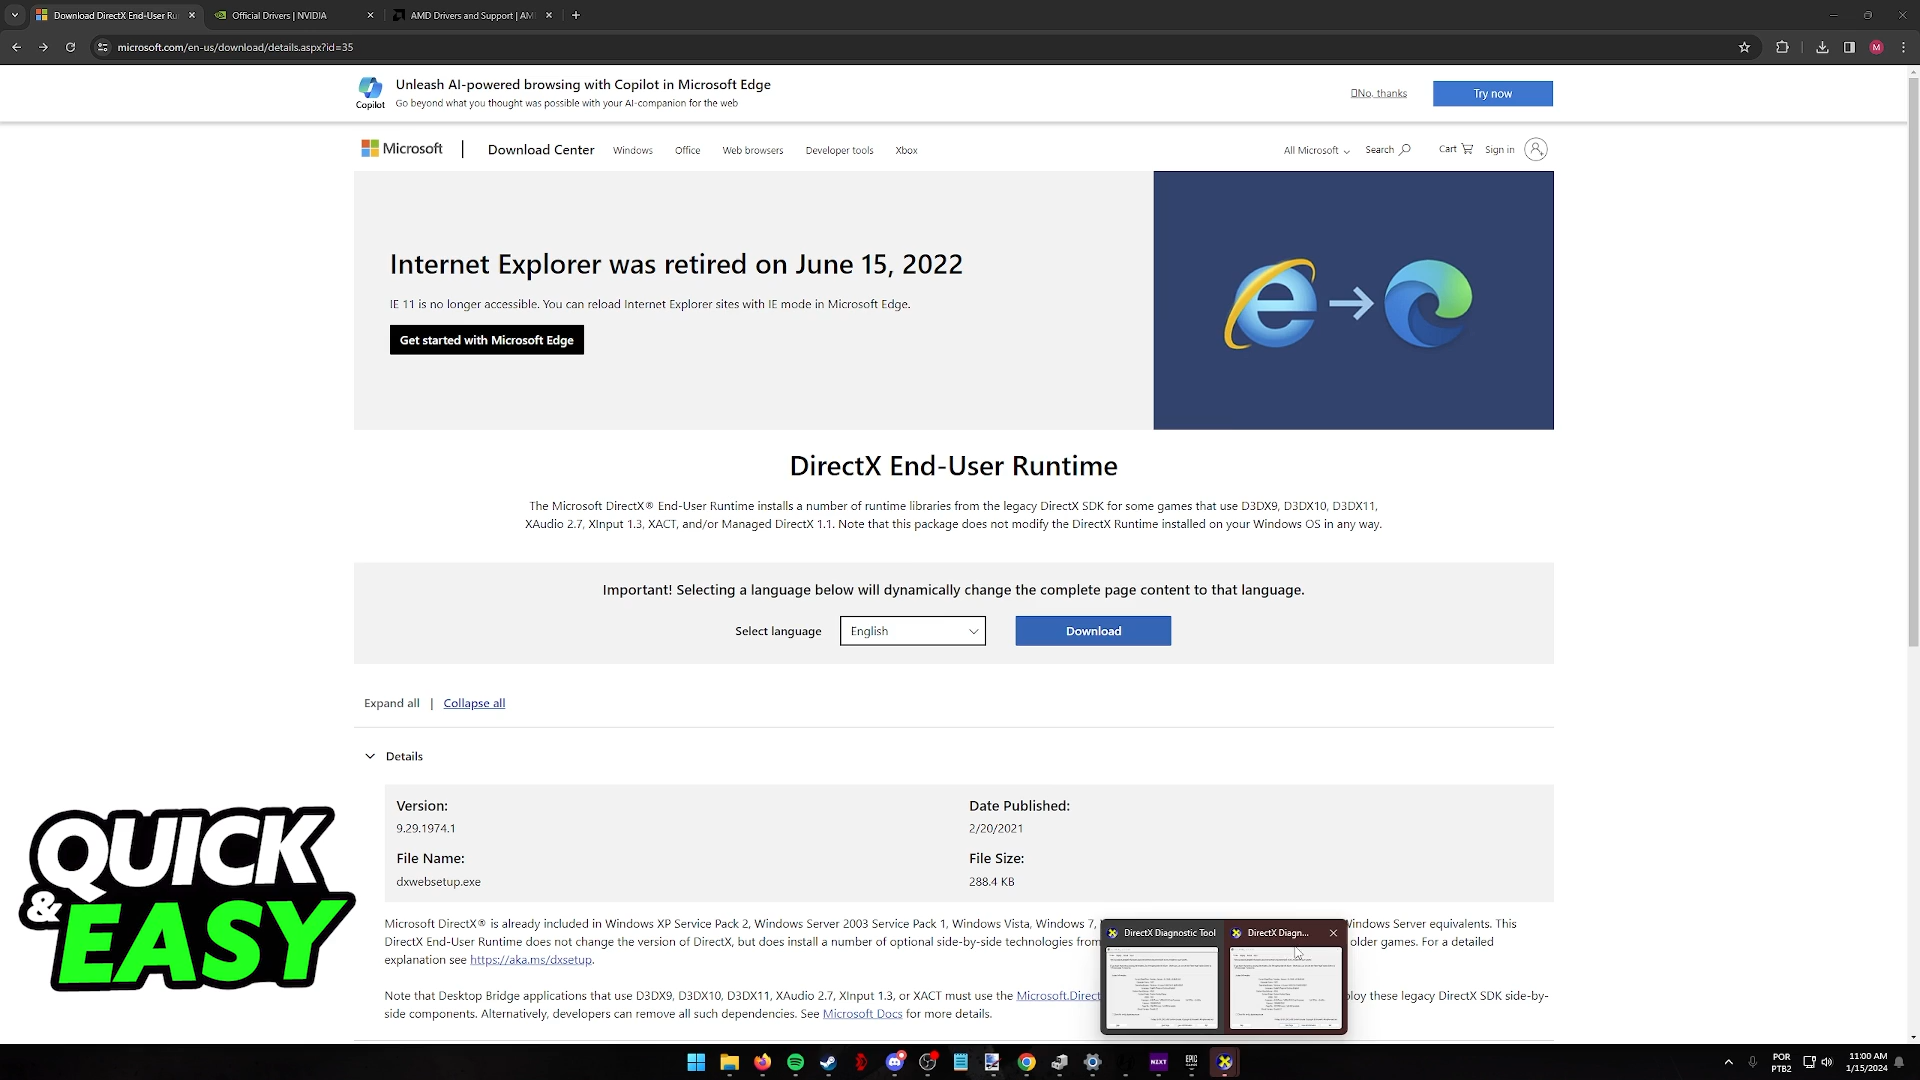 Download DirectX End-User Ru
Official Drivers | NVIDIA
AMD Drivers and Support | AM
microsoft.com/en-us/download/details.aspx?id=35
M
Copilot
Unleash AI-powered browsing with Copilot in Microsoft Edge
Go beyond what you thought was possible with your AI-companion for the web
No, thanks
Try now
Microsoft
Download Center
Windows
Office
Web browsers
Developer tools
Xbox
All Microsoft
Search
Cart
Sign in
Internet Explorer was retired on June 15, 2022
IE 11 is no longer accessible. You can reload Internet Explorer sites with IE mode in Microsoft Edge.
Get started with Microsoft Edge
DirectX End-User Runtime
The Microsoft DirectX® End-User Runtime installs a number of runtime libraries from the legacy DirectX SDK for some games that use D3DX9, D3DX10, D3DX11,
XAudio 2.7, XInput 1.3, XACT, and/or Managed DirectX 1.1. Note that this package does not modify the DirectX Runtime installed on your Windows OS in any way.
Important! Selecting a language below will dynamically change the complete page content to that language.
Select language
English
Download
Expand all | Collapse all
Details
Version:
9.29.1974.1
Date Published:
2/20/2021
File Name:
dxwebsetup.exe
File Size:
288.4 KB
Microsoft DirectX® is already included in Windows XP Service Pack 2, Windows Server 2003 Service Pack 1, Windows Vista, Windows 7, Windows Server equivalents. This
DirectX End-User Runtime does not change the version of DirectX, but does install a number of optional side-by-side technologies from older games. For a detailed
explanation see https://aka.ms/dxsetup.
Note that Desktop Bridge applications that use D3DX9, D3DX10, D3DX11, XAudio 2.7, XInput 1.3, or XACT must use the Microsoft.Direct ploy these legacy DirectX SDK side-by-
side components. Alternatively, developers can remove all such dependencies. See Microsoft Docs for more details.
DirectX Diagnostic Tool
DirectX Diagn...
QUICK
& EASY
NZXT
EPIC GAMES
POR
PTB2
11:00 AM
1/15/2024